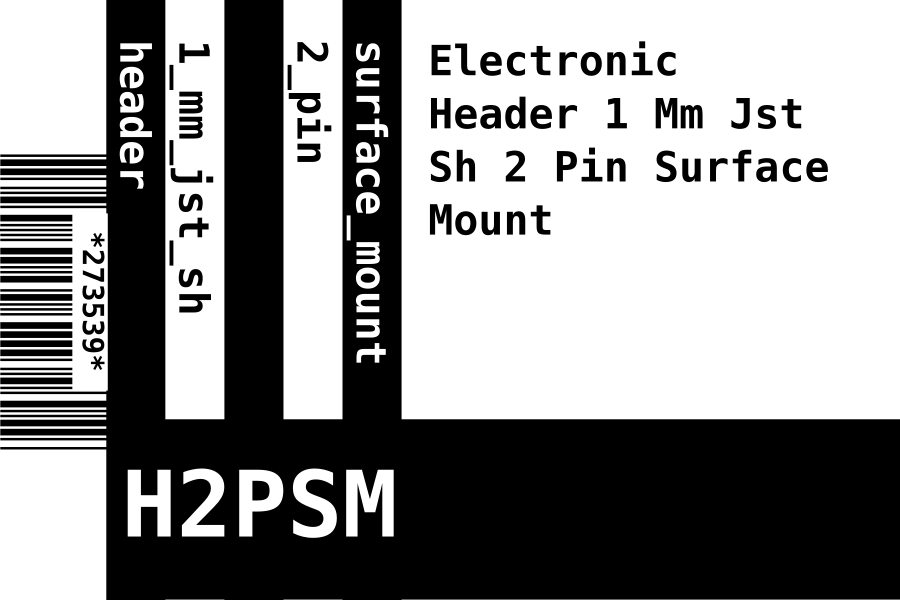 *273539*
header
1_mm_jst_sh
2_pin
surface_mount
Electronic
Header 1 Mm Jst
Sh 2 Pin Surface
Mount
H2PSM